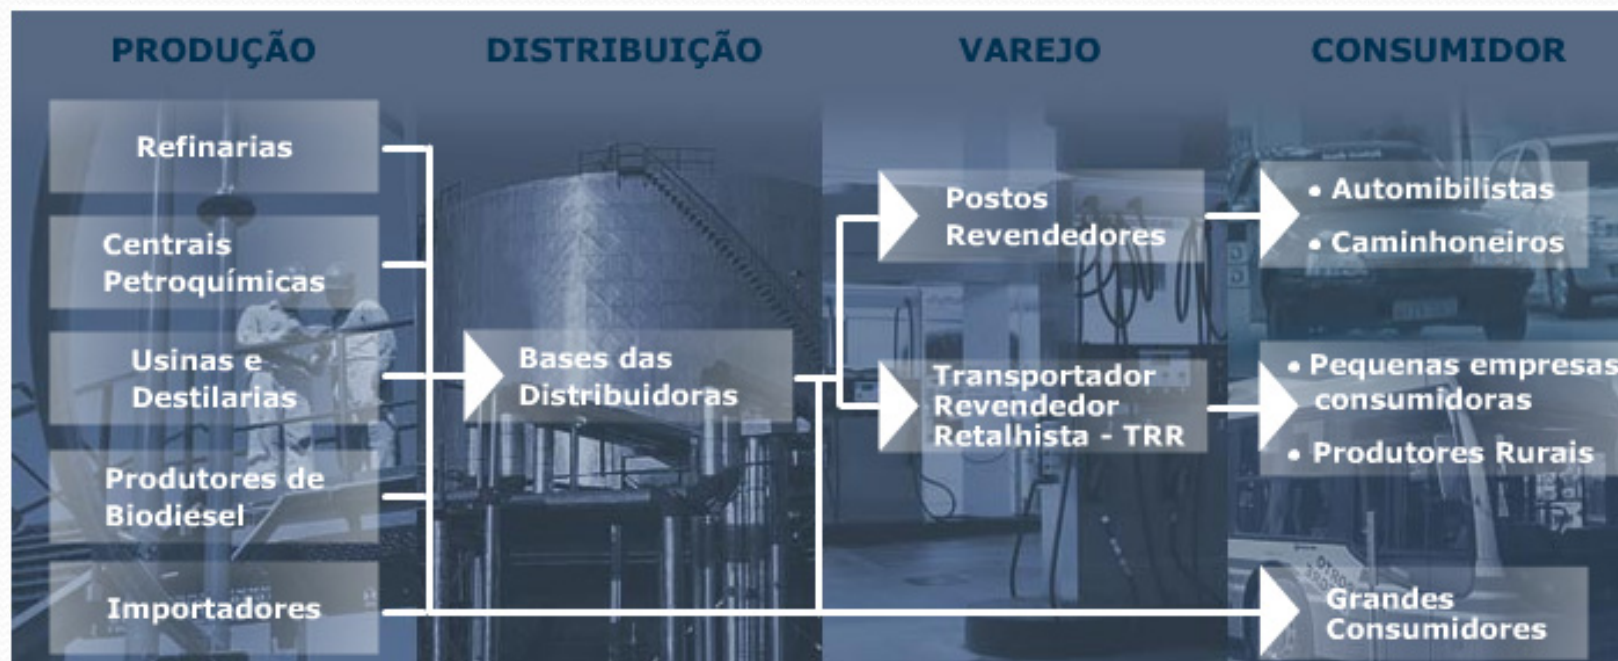 PRODUÇÃO
DISTRIBUIÇÃO
VAREJO
CONSUMIDOR
Refinarias
Centrais
Petroquímicas
Usinas e
Destilarias
Produtores de
Biodiesel
Importadores
Bases das
Distribuidoras
Postos
Revendedores
Transportador
Revendedor
Retalhista - TRR
• Automibilistas
• Caminhoneiros
• Pequenas empresas
consumidoras
• Produtores Rurais
Grandes
Consumidores